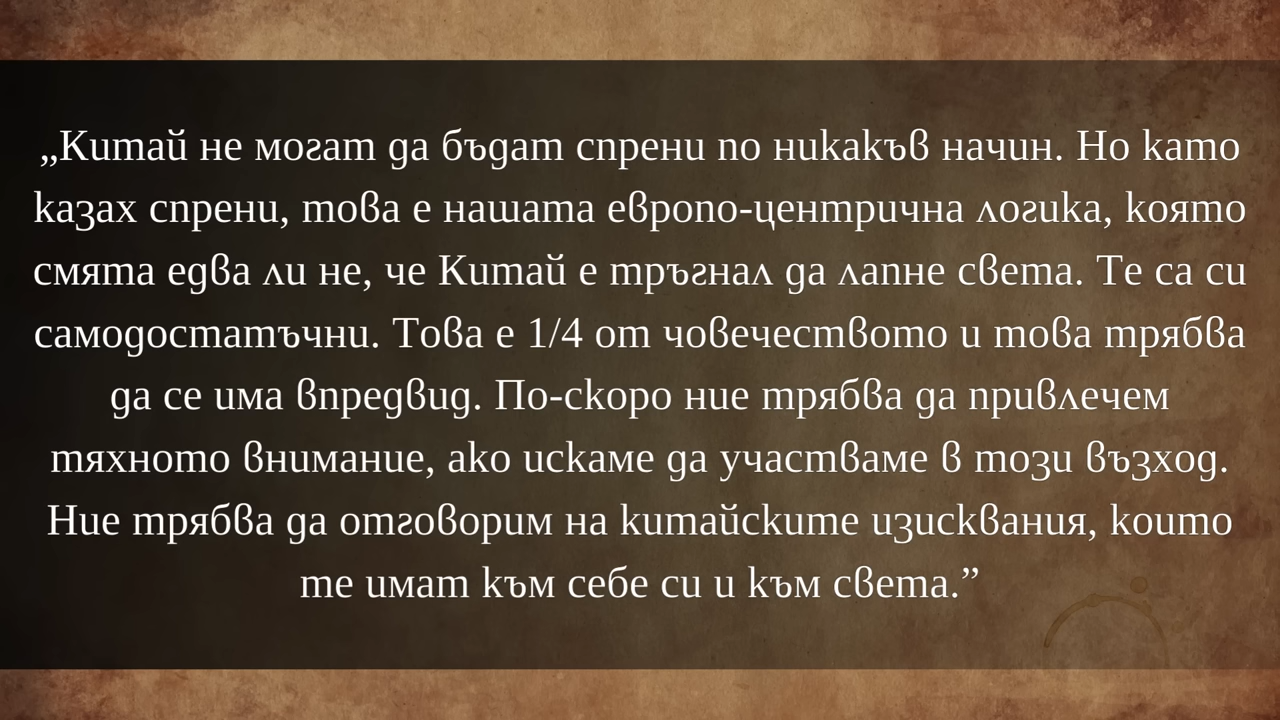 „Китай не могат да бъдат спрени по никакъв начин. Но като
казах спрени, това е нашата европо-центрична логика, която
смята едва ли не, че Китай е тръгнал да лапне света. Те са си
самодостатъчни. Това е 1/4 от човечеството и това трябва
да се има впредвид. По-скоро ние трябва да привлечем
тяхното внимание, ако искаме да участваме в този възход.
Ние трябва да отговорим на китайските изисквания, които
те имат към себе си и към света.”